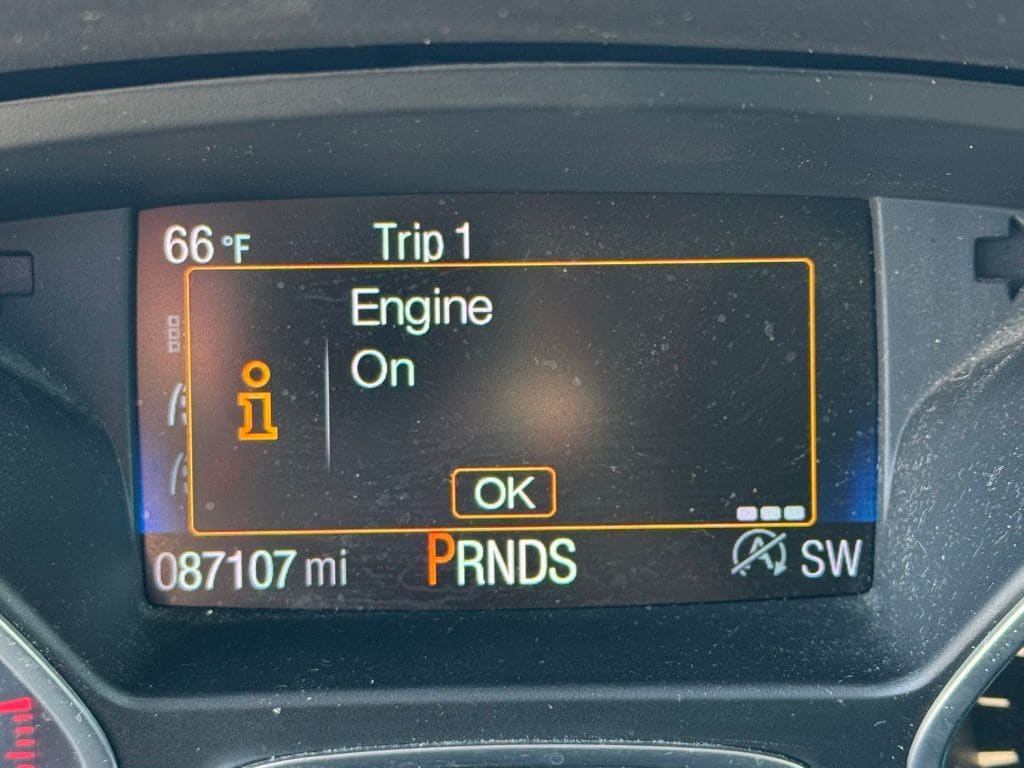 66 °F Trip 1
Engine
On
OK
087107 mi PRNDS A SW